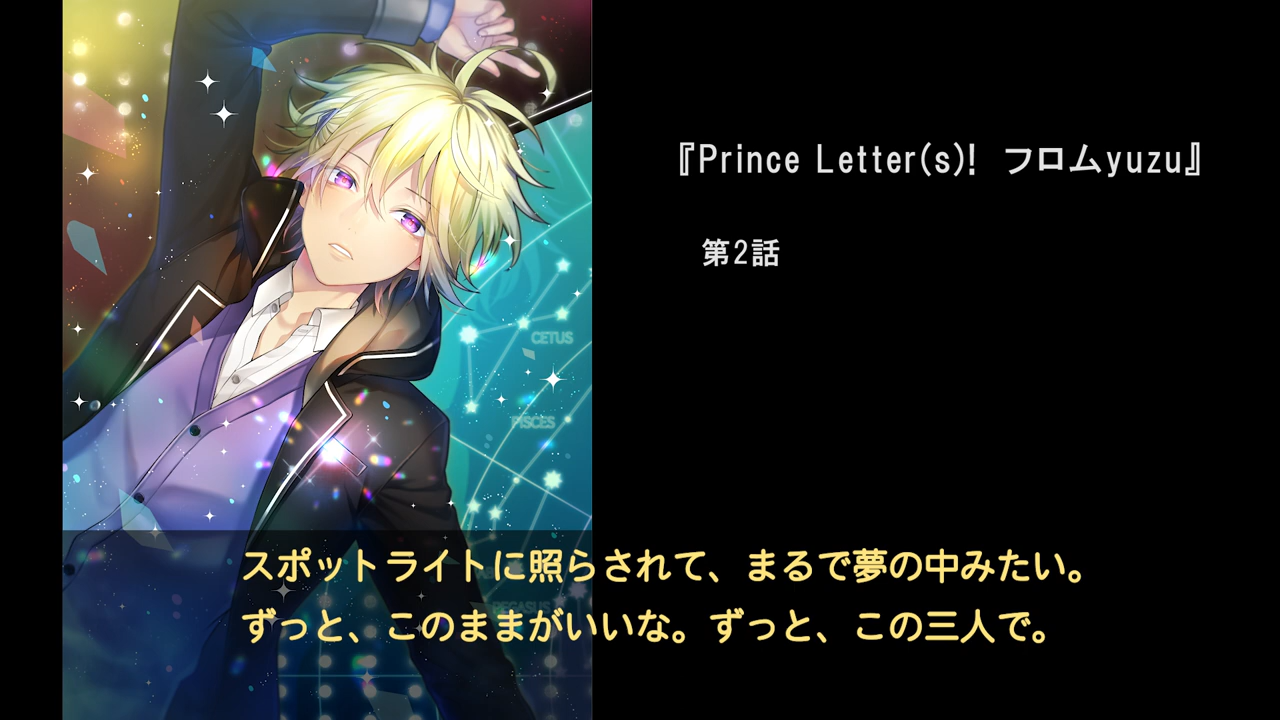 『Prince Letter(s)! フロムyuzu』
第2話
CETUS
PISCES
PEGASUS
スポットライトに照らされて、まるで夢の中みたい。
ずっと、このままがいいな。ずっと、この三人で。